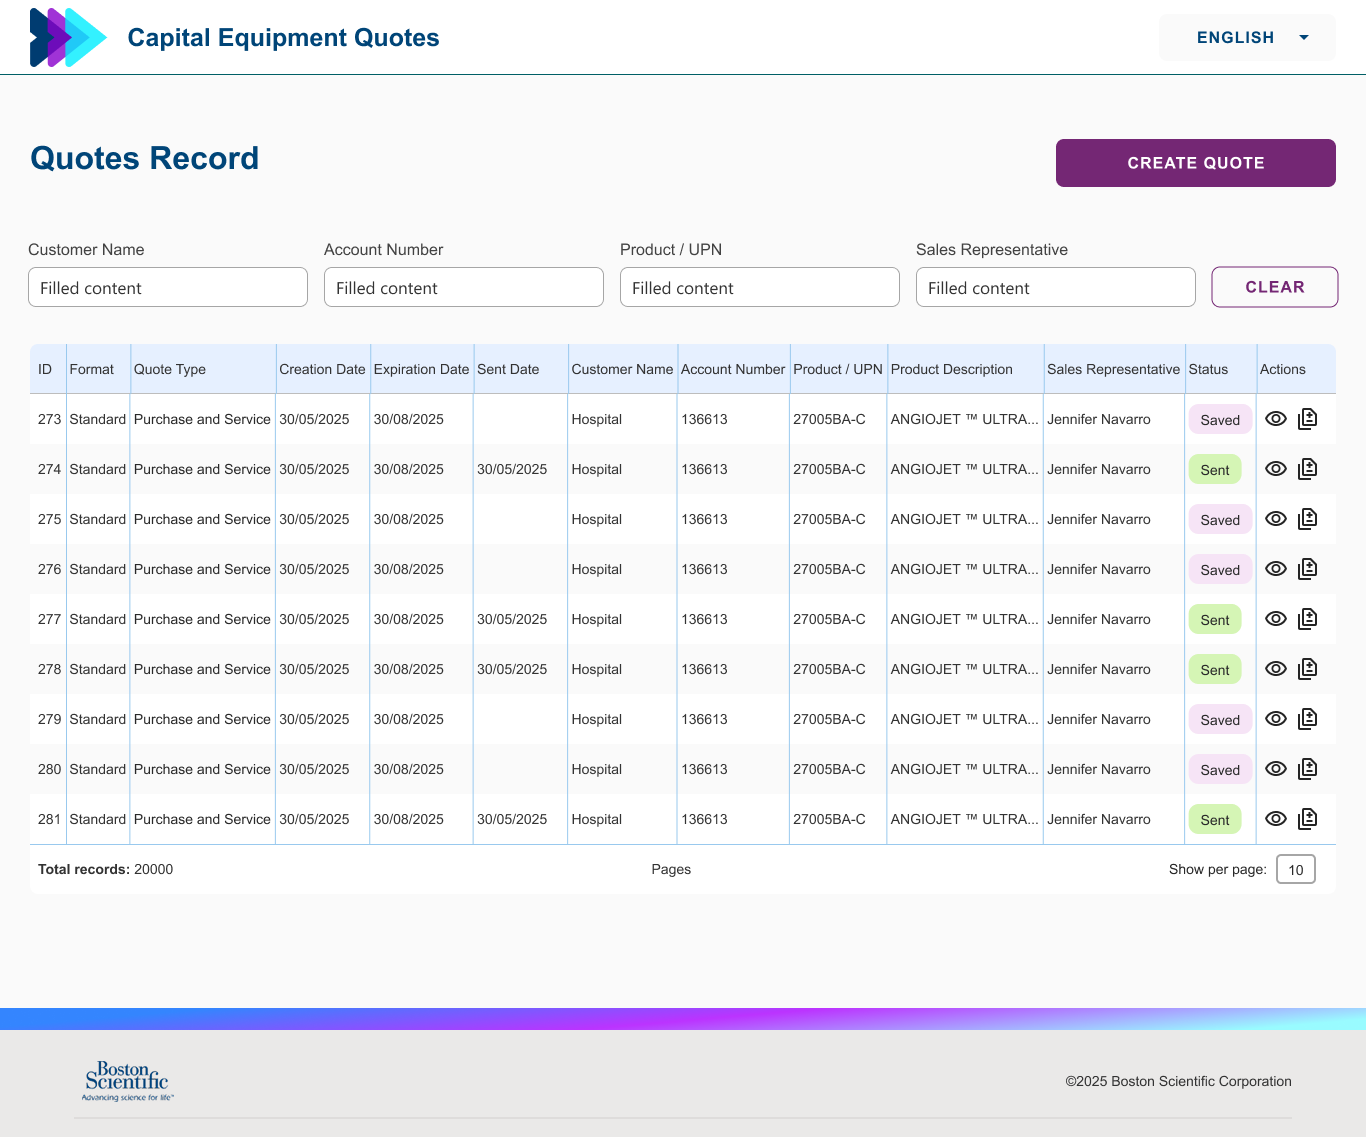 Capital Equipment Quotes
ENGLISH
Quotes Record
CREATE QUOTE
Customer Name Account Number Product / UPN Sales Representative
Filled content Filled content Filled content Filled content CLEAR
ID Format Quote Type Creation Date Expiration Date Sent Date Customer Name Account Number Product / UPN Product Description Sales Representative Status Actions
273 Standard Purchase and Service 30/05/2025 30/08/2025 Hospital 136613 27005BA-C ANGIOJET ™ ULTRA... Jennifer Navarro Saved
274 Standard Purchase and Service 30/05/2025 30/08/2025 30/05/2025 Hospital 136613 27005BA-C ANGIOJET ™ ULTRA... Jennifer Navarro Sent
275 Standard Purchase and Service 30/05/2025 30/08/2025 Hospital 136613 27005BA-C ANGIOJET ™ ULTRA... Jennifer Navarro Saved
276 Standard Purchase and Service 30/05/2025 30/08/2025 Hospital 136613 27005BA-C ANGIOJET ™ ULTRA... Jennifer Navarro Saved
277 Standard Purchase and Service 30/05/2025 30/08/2025 30/05/2025 Hospital 136613 27005BA-C ANGIOJET ™ ULTRA... Jennifer Navarro Sent
278 Standard Purchase and Service 30/05/2025 30/08/2025 30/05/2025 Hospital 136613 27005BA-C ANGIOJET ™ ULTRA... Jennifer Navarro Sent
279 Standard Purchase and Service 30/05/2025 30/08/2025 Hospital 136613 27005BA-C ANGIOJET ™ ULTRA... Jennifer Navarro Saved
280 Standard Purchase and Service 30/05/2025 30/08/2025 Hospital 136613 27005BA-C ANGIOJET ™ ULTRA... Jennifer Navarro Saved
281 Standard Purchase and Service 30/05/2025 30/08/2025 30/05/2025 Hospital 136613 27005BA-C ANGIOJET ™ ULTRA... Jennifer Navarro Sent
Total records: 20000 Pages Show per page: 10
Boston
Scientific
Advancing science for life™
©2025 Boston Scientific Corporation